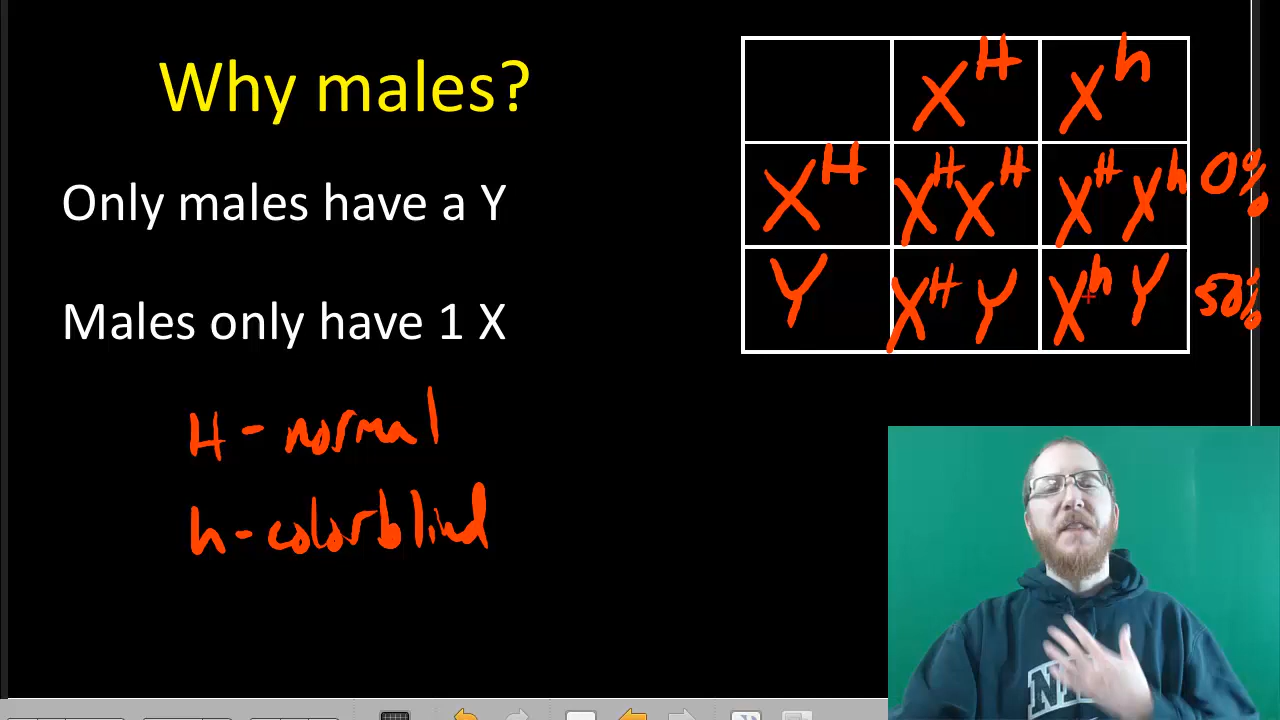 Why males?
Only males have a Y
Males only have 1 X
H - normal
h - colorblind
X^H X^h
X^H X^H X^H X^H X^h 0%
Y X^H Y X^h Y 50%